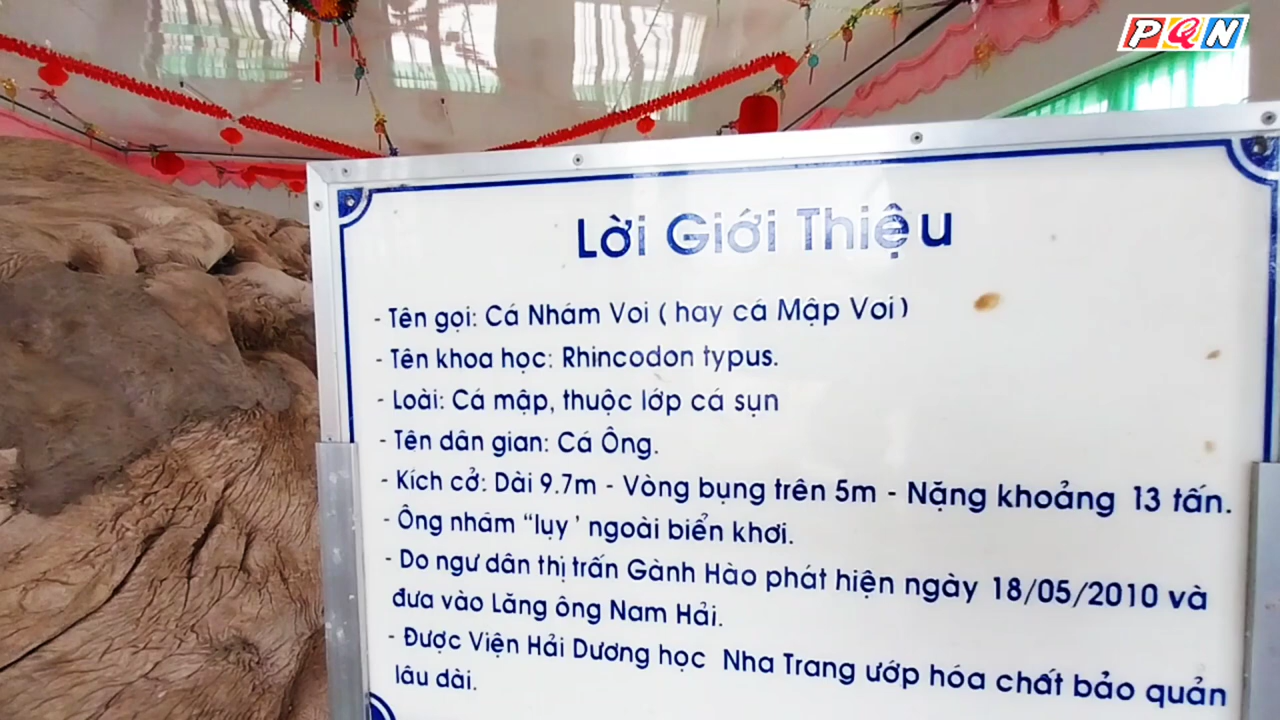 PQN
Lời Giới Thiệu
- Tên gọi: Cá Nhám Voi ( hay cá Mập Voi )
- Tên khoa học: Rhincodon typus.
- Loài: Cá mập, thuộc lớp cá sụn
- Tên dân gian: Cá Ông.
- Kích cở: Dài 9.7m - Vòng bụng trên 5m - Nặng khoảng 13 tấn.
- Ông nhám “lụy’ ngoài biển khơi.
- Do ngư dân thị trấn Gành Hào phát hiện ngày 18/05/2010 và
đưa vào Lăng ông Nam Hải.
- Được Viện Hải Dương học Nha Trang ướp hóa chất bảo quản
lâu dài.